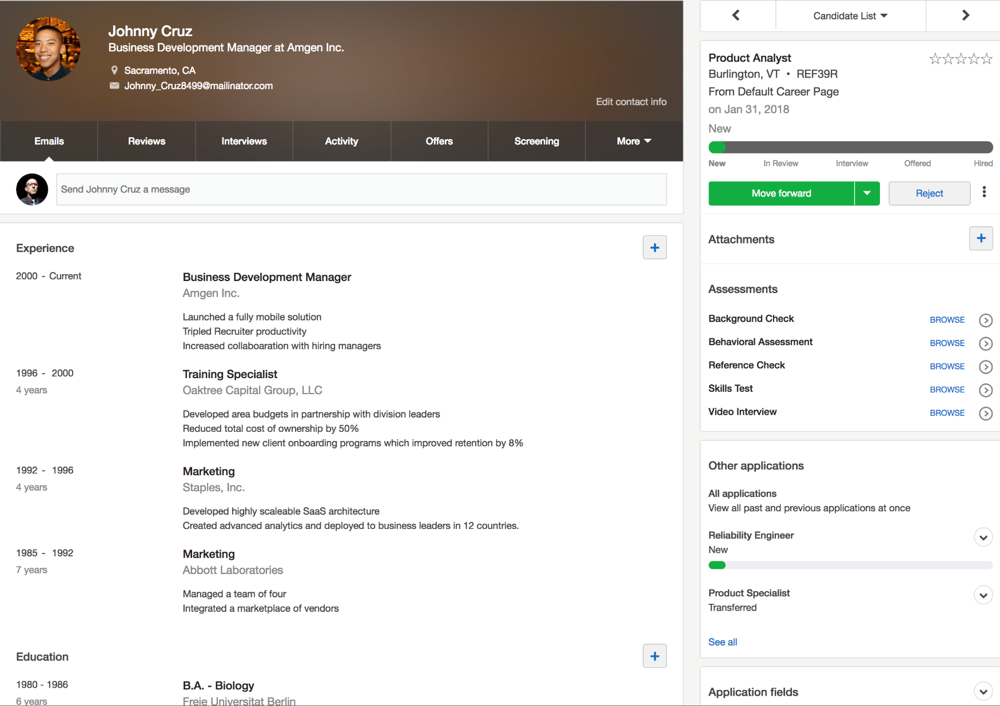 Johnny Cruz
Business Development Manager at Amgen Inc.
Sacramento, CA
Johnny_Cruz8499@mailinator.com
Edit contact info
Emails
Reviews
Interviews
Activity
Offers
Screening
More
Send Johnny Cruz a message
Experience
2000 - Current
Business Development Manager
Amgen Inc.
Launched a fully mobile solution
Tripled Recruiter productivity
Increased collaboaration with hiring managers
1996 - 2000
4 years
Training Specialist
Oaktree Capital Group, LLC
Developed area budgets in partnership with division leaders
Reduced total cost of ownership by 50%
Implemented new client onboarding programs which improved retention by 8%
1992 - 1996
4 years
Marketing
Staples, Inc.
Developed highly scaleable SaaS architecture
Created advanced analytics and deployed to business leaders in 12 countries.
1985 - 1992
7 years
Marketing
Abbott Laboratories
Managed a team of four
Integrated a marketplace of vendors
Education
1980 - 1986
6 years
B.A. - Biology
Freie Universitat Berlin
Candidate List
Product Analyst
Burlington, VT • REF39R
From Default Career Page
on Jan 31, 2018
New
New
In Review
Interview
Offered
Hired
Move forward
Reject
Attachments
Assessments
Background Check BROWSE
Behavioral Assessment BROWSE
Reference Check BROWSE
Skills Test BROWSE
Video Interview BROWSE
Other applications
All applications
View all past and previous applications at once
Reliability Engineer
New
Product Specialist
Transferred
See all
Application fields